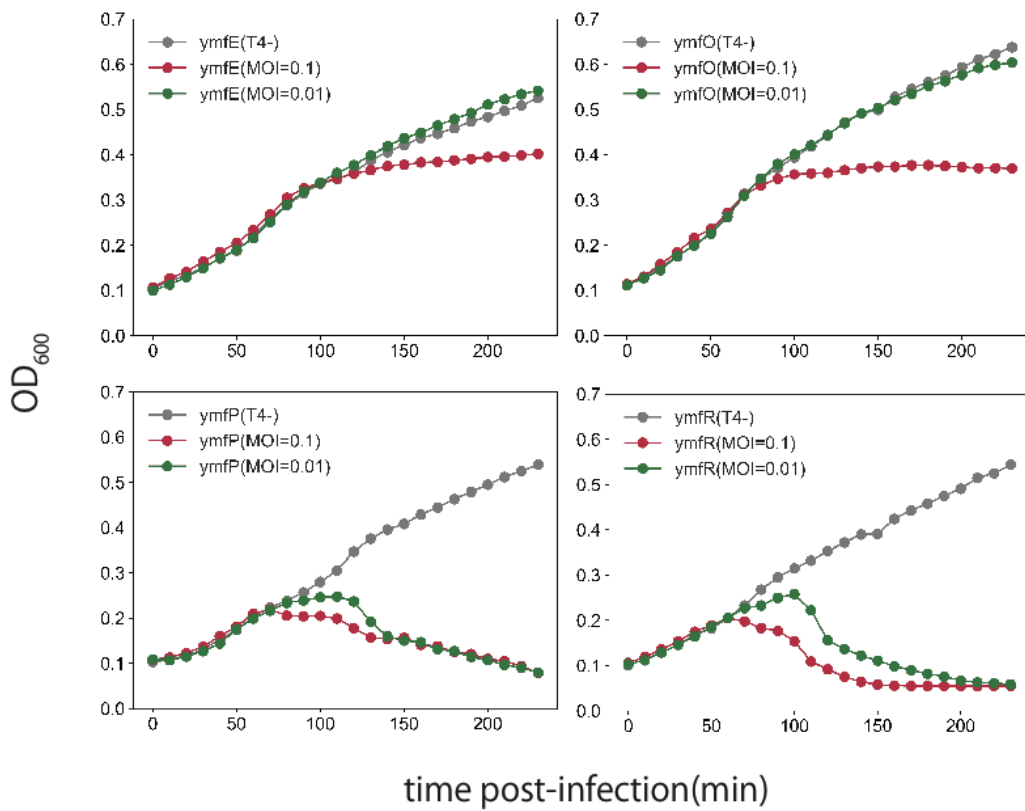 0.7
ymfE(T4-)
ymfE(MOI=0.1)
ymfE(MOI=0.01)
0.6
0.5
0.4
0.3
0.2
0.1
0.0
0 50 100 150 200
0.7
ymfO(T4-)
ymfO(MOI=0.1)
ymfO(MOI=0.01)
0.6
0.5
0.4
0.3
0.2
0.1
0.0
0 50 100 150 200
OD600
0.7
ymfP(T4-)
ymfP(MOI=0.1)
ymfP(MOI=0.01)
0.6
0.5
0.4
0.3
0.2
0.1
0.0
0 50 100 150 200
0.7
ymfR(T4-)
ymfR(MOI=0.1)
ymfR(MOI=0.01)
0.6
0.5
0.4
0.3
0.2
0.1
0.0
0 50 100 150 200
time post-infection(min)